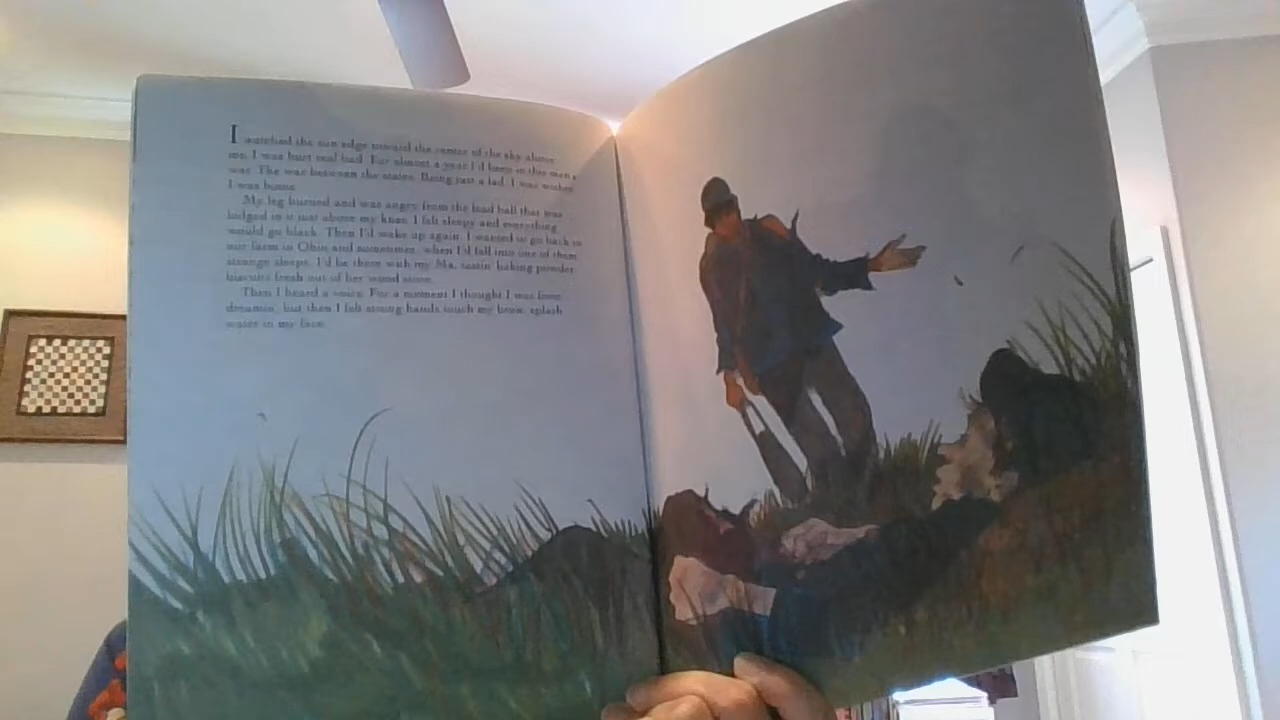 I watched the sun edge toward the center of the sky above
me. I was hurt real bad. For almost a year I'd been in this man's
war. The war between the states. Being just a lad, I was wishin'
I was home.
My leg burned and was angry from the lead ball that was
lodged in it just above my knee. I felt sleepy and everything
would go black. Then I'd wake up again. I wanted to go back to
our farm in Ohio and sometimes, when I'd fall into one of them
strange sleeps, I'd be there with my Ma, tastin' baking powder
biscuits fresh out of her wood stove.
Then I heard a voice. For a moment I thought I was
dreamin', but then I felt strong hands touch my brow, splash
water in my face.